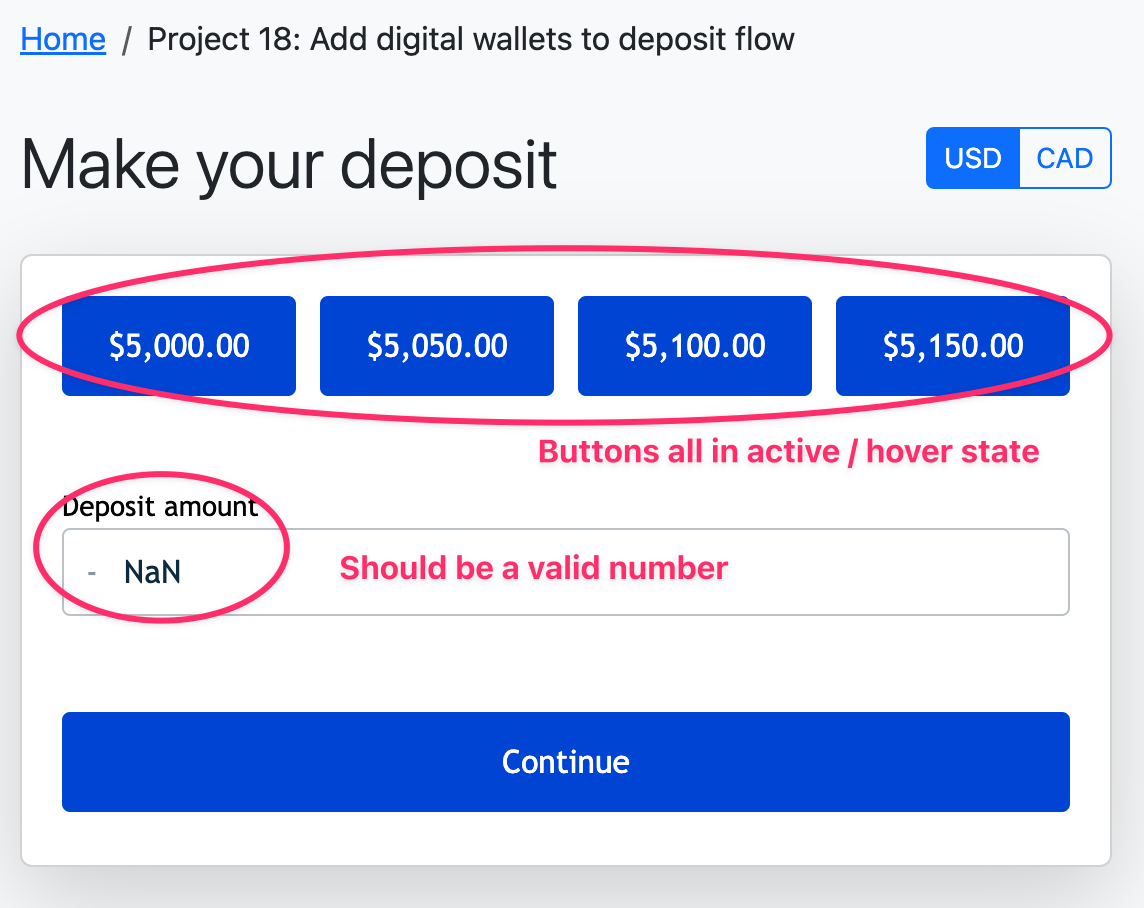 Home / Project 18: Add digital wallets to deposit flow
Make your deposit
USD CAD
$5,000.00 $5,050.00 $5,100.00 $5,150.00
Buttons all in active / hover state
Deposit amount
- NaN Should be a valid number
Continue